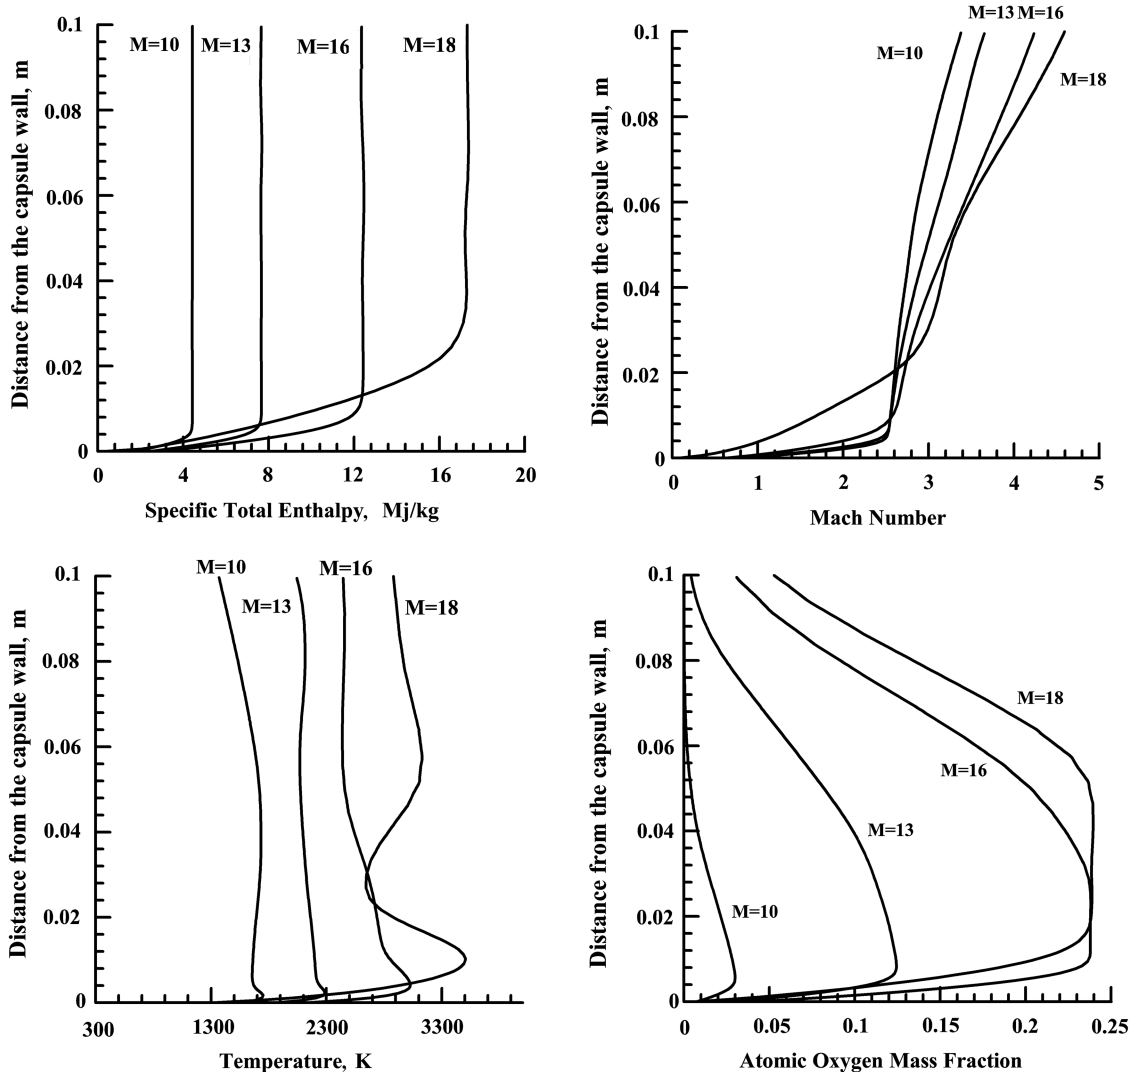 M=13 M=16
0.1
M=10 M=13 M=16 M=18
0.08
0.06
0.04
0.02
0
0 4 8 12 16 20
Distance from the capsule wall, m
Specific Total Enthalpy, Mj/kg
0.1
M=10
M=18
0.08
0.06
0.04
0.02
0
0 1 2 3 4 5
Distance from the capsule wall, m
Mach Number
M=10 M=16
0.1
M=13 M=18
0.08
0.06
0.04
0.02
0
300 1300 2300 3300
Distance from the capsule wall, m
Temperature, K
0.1
0.08
M=18
0.06
M=16
0.04
M=13
0.02
M=10
0
0 0.05 0.1 0.15 0.2 0.25
Distance from the capsule wall, m
Atomic Oxygen Mass Fraction